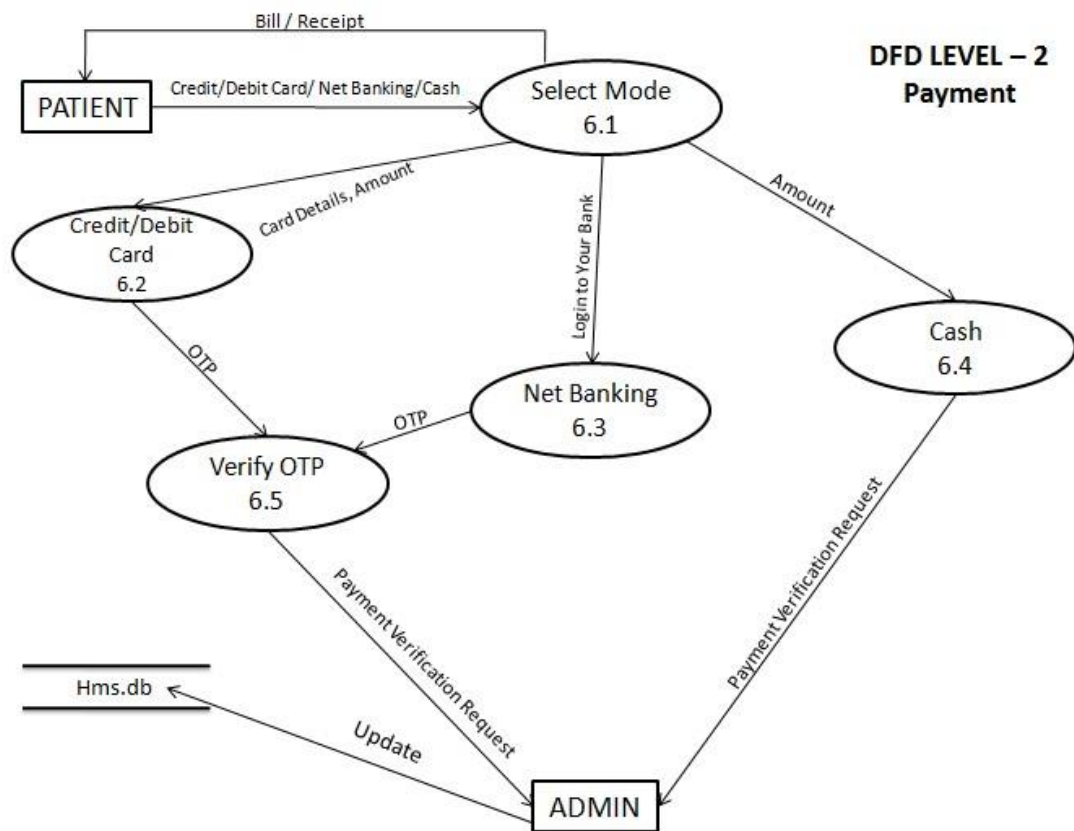 Bill / Receipt
DFD LEVEL – 2
Payment
PATIENT
Credit/Debit Card/ Net Banking/Cash
Select Mode
6.1
Card Details, Amount
Login to Your Bank
Amount
Credit/Debit
Card
6.2
Cash
6.4
OTP
Net Banking
6.3
OTP
Verify OTP
6.5
Payment Verification Request
Payment Verification Request
Hms.db
Update
ADMIN